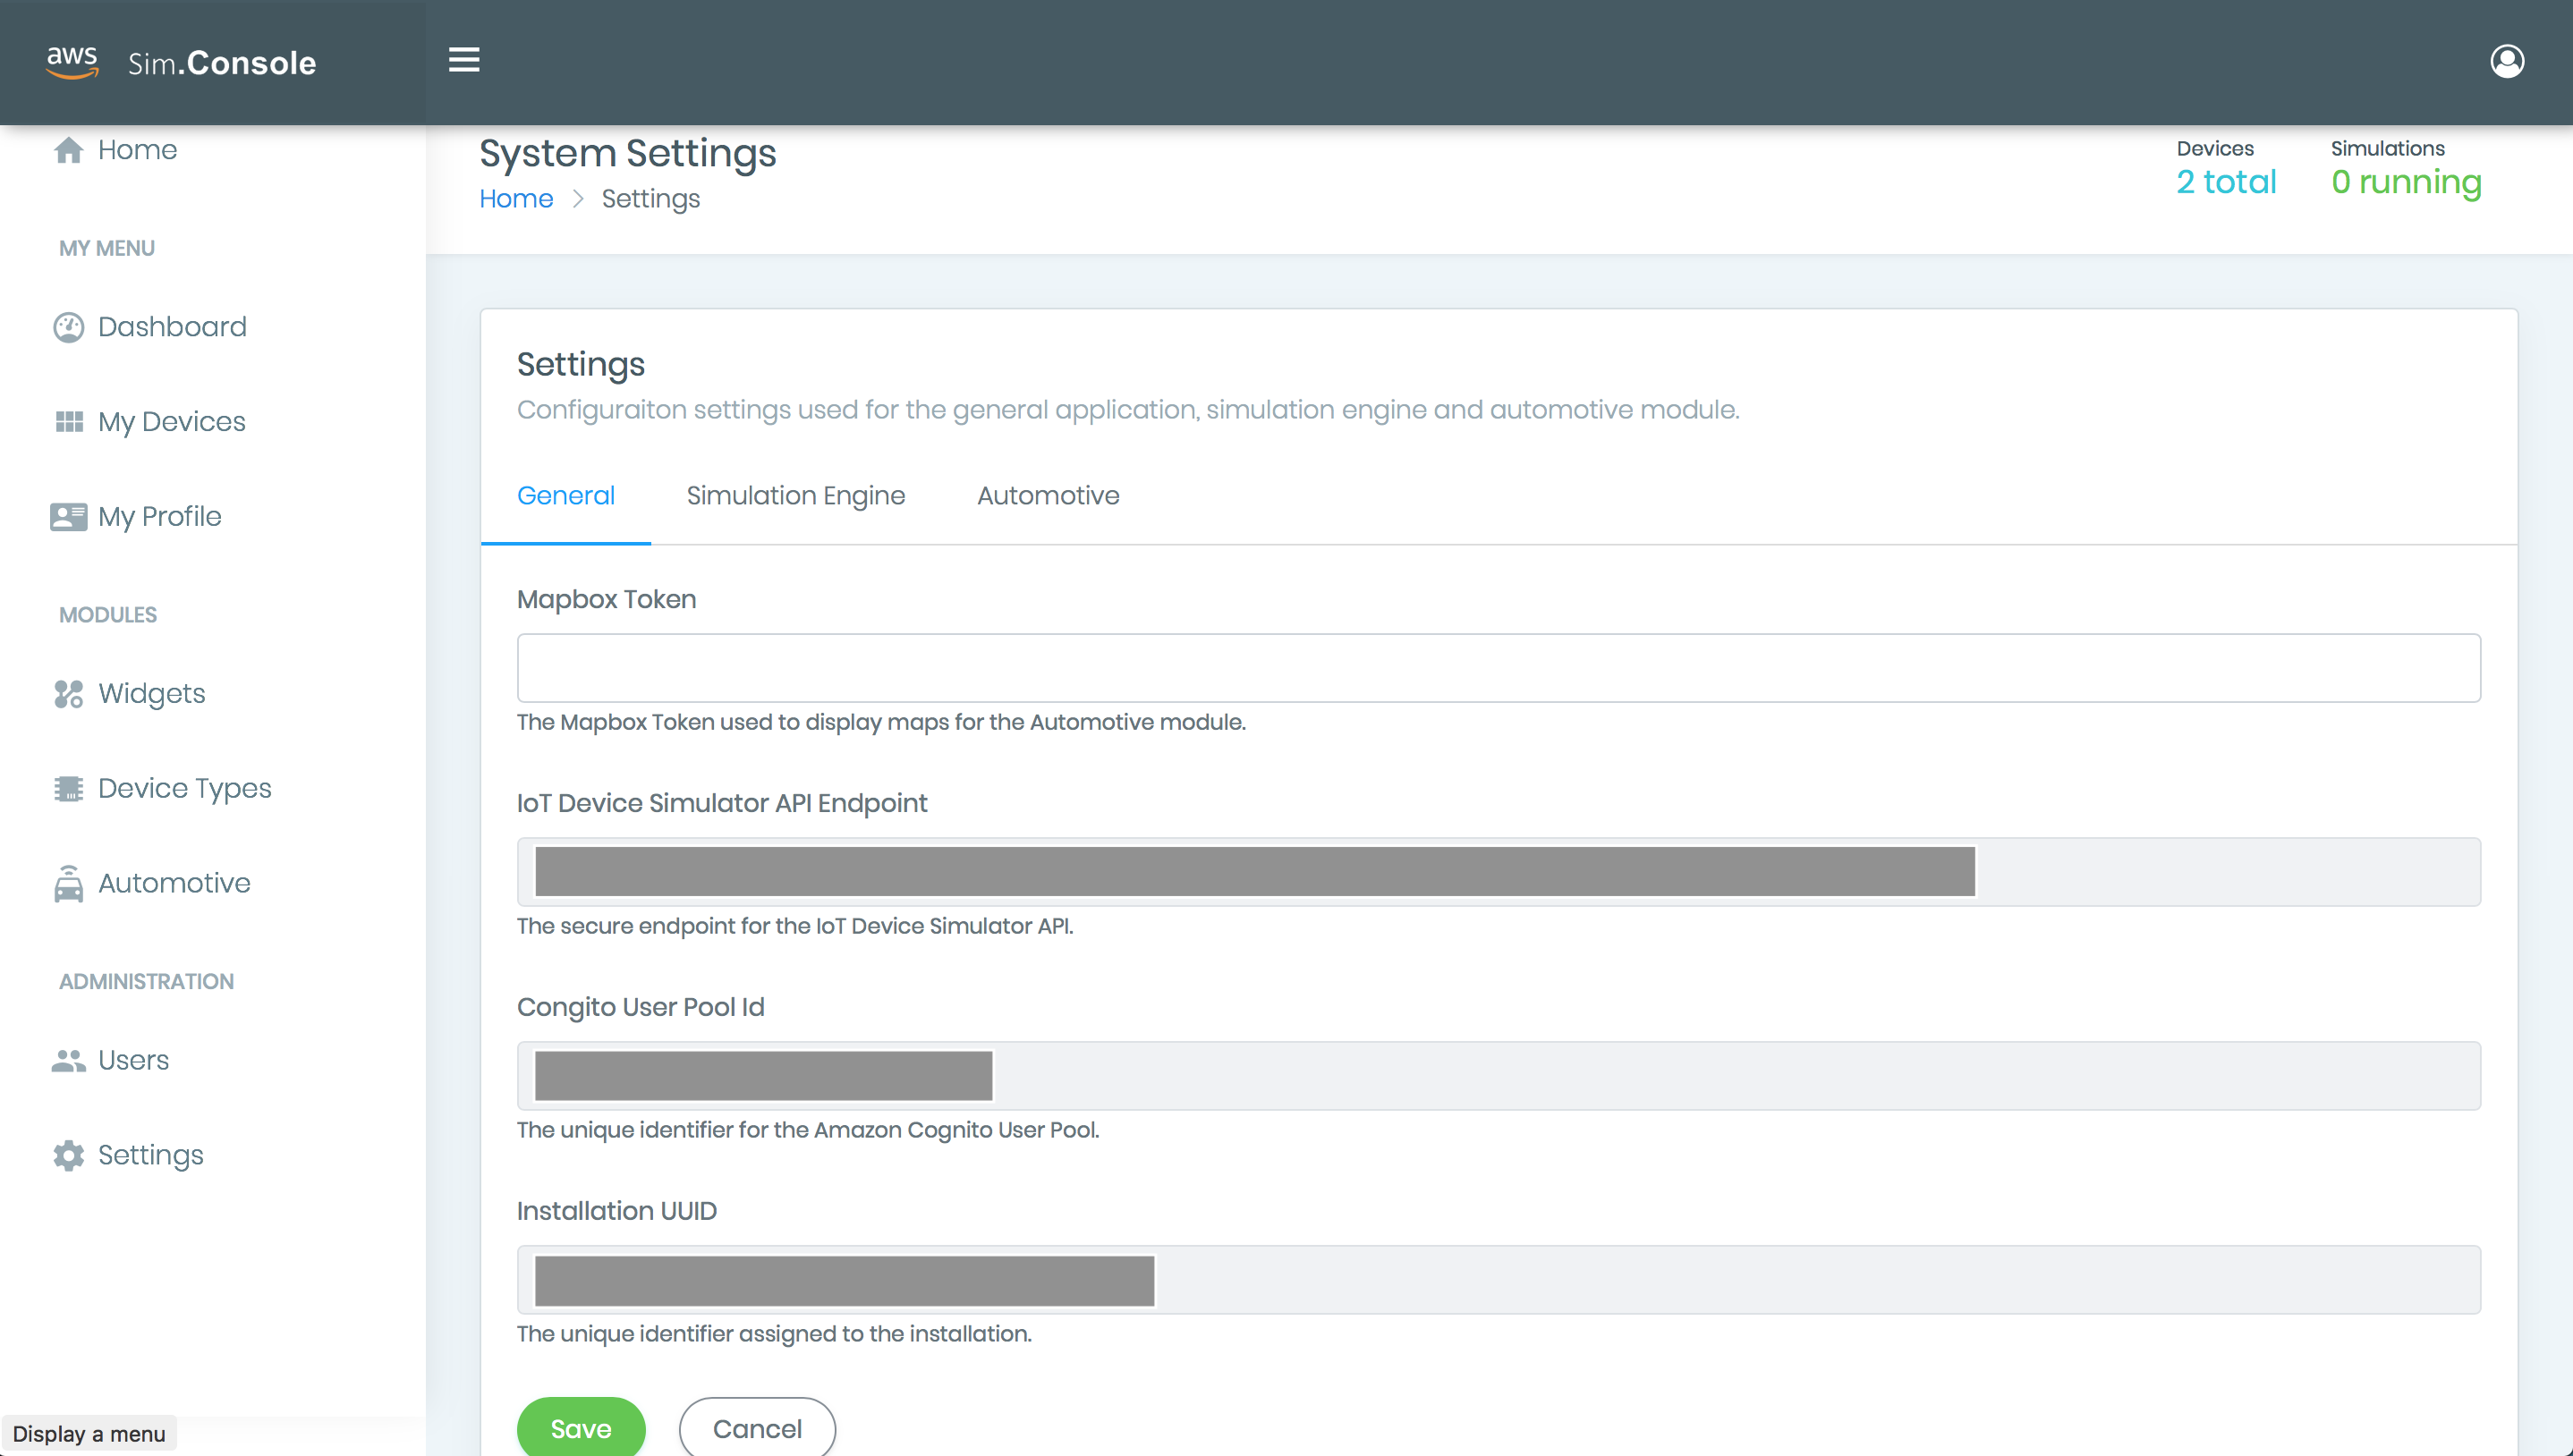 aws Sim.Console
Home
MY MENU
Dashboard
My Devices
My Profile
MODULES
Widgets
Device Types
Automotive
ADMINISTRATION
Users
Settings
Display a menu
System Settings
Home > Settings
Devices
2 total
Simulations
0 running
Settings
Configuraiton settings used for the general application, simulation engine and automotive module.
General Simulation Engine Automotive
Mapbox Token
The Mapbox Token used to display maps for the Automotive module.
IoT Device Simulator API Endpoint
The secure endpoint for the IoT Device Simulator API.
Congito User Pool Id
The unique identifier for the Amazon Cognito User Pool.
Installation UUID
The unique identifier assigned to the installation.
Save Cancel